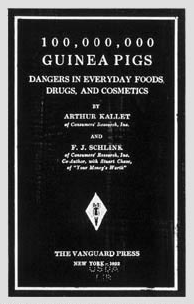 100,000,000
GUINEA PIGS
DANGERS IN EVERYDAY FOODS,
DRUGS, AND COSMETICS
BY
ARTHUR KALLET
of Consumers' Research, Inc.
AND
F. J. SCHLINK
of Consumers' Research, Inc.
Co-Author, with Stuart Chase,
of "Your Money's Worth"
THE VANGUARD PRESS
NEW YORK
USDA